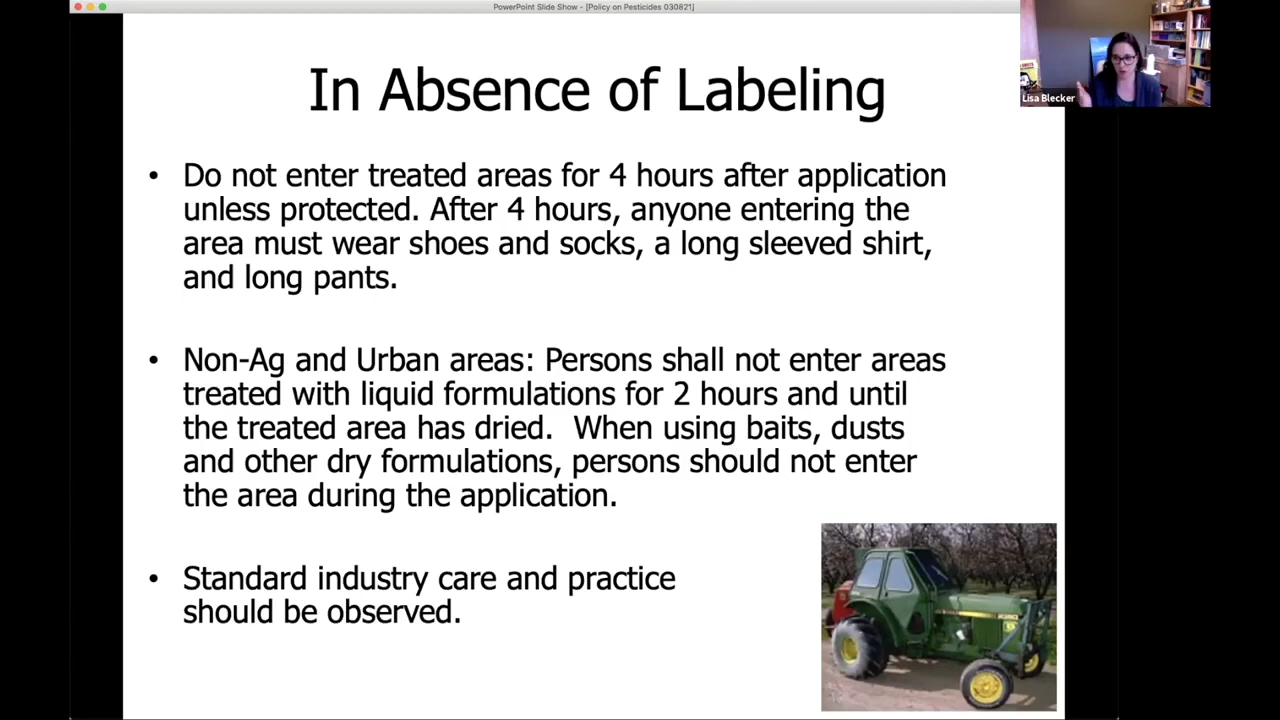 PowerPoint Slide Show - [Policy on Pesticides 030821]
In Absence of Labeling
Lisa Blecker
• Do not enter treated areas for 4 hours after application
unless protected. After 4 hours, anyone entering the
area must wear shoes and socks, a long sleeved shirt,
and long pants.
• Non-Ag and Urban areas: Persons shall not enter areas
treated with liquid formulations for 2 hours and until
the treated area has dried.  When using baits, dusts
and other dry formulations, persons should not enter
the area during the application.
• Standard industry care and practice
should be observed.